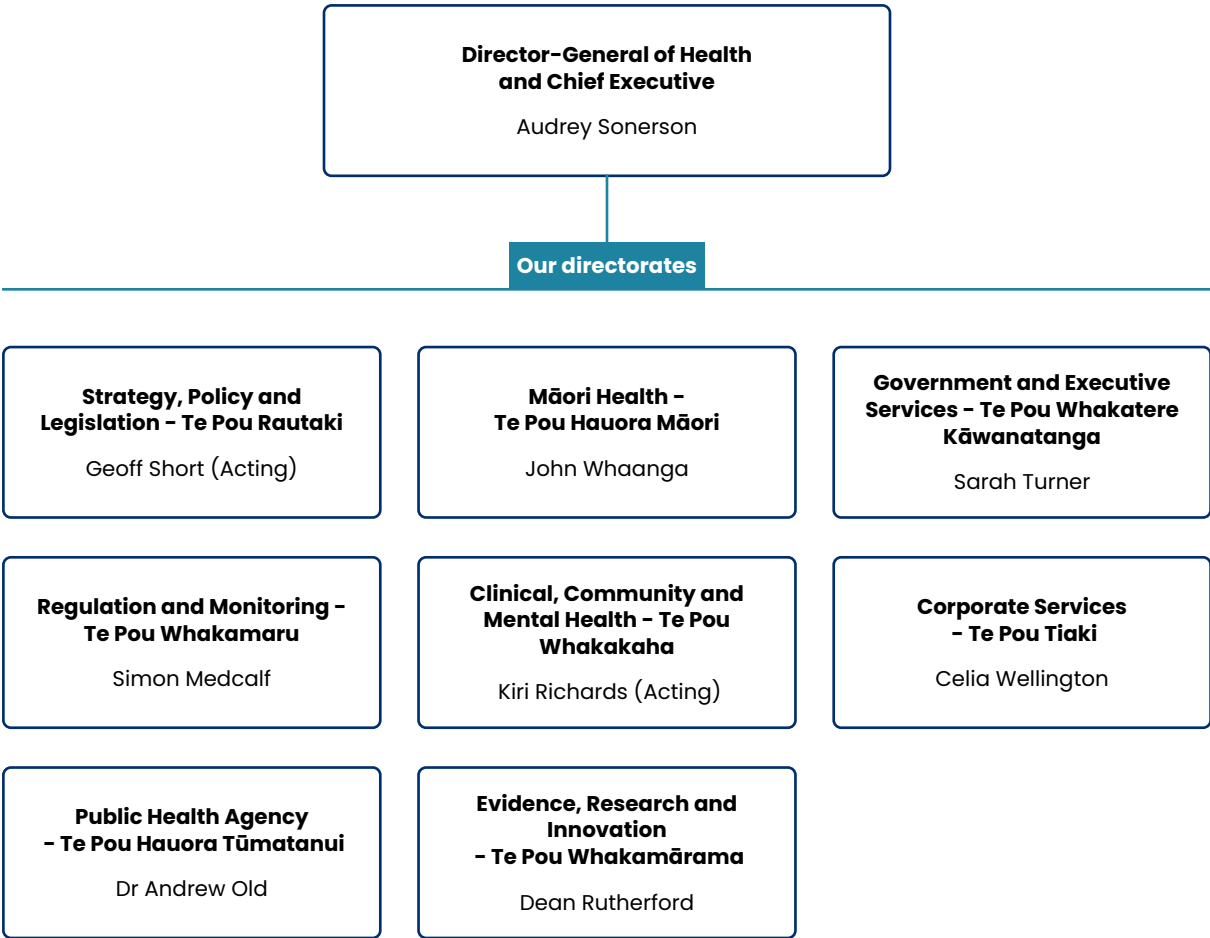 Director-General of Health
and Chief Executive
Audrey Sonerson
Our directorates
Strategy, Policy and
Legislation - Te Pou Rautaki
Geoff Short (Acting)
Māori Health -
Te Pou Hauora Māori
John Whaanga
Government and Executive
Services - Te Pou Whakatere
Kāwanatanga
Sarah Turner
Regulation and Monitoring -
Te Pou Whakamaru
Simon Medcalf
Clinical, Community and
Mental Health - Te Pou
Whakakaha
Kiri Richards (Acting)
Corporate Services
- Te Pou Tiaki
Celia Wellington
Public Health Agency
- Te Pou Hauora Tūmatanui
Dr Andrew Old
Evidence, Research and
Innovation
- Te Pou Whakamārama
Dean Rutherford